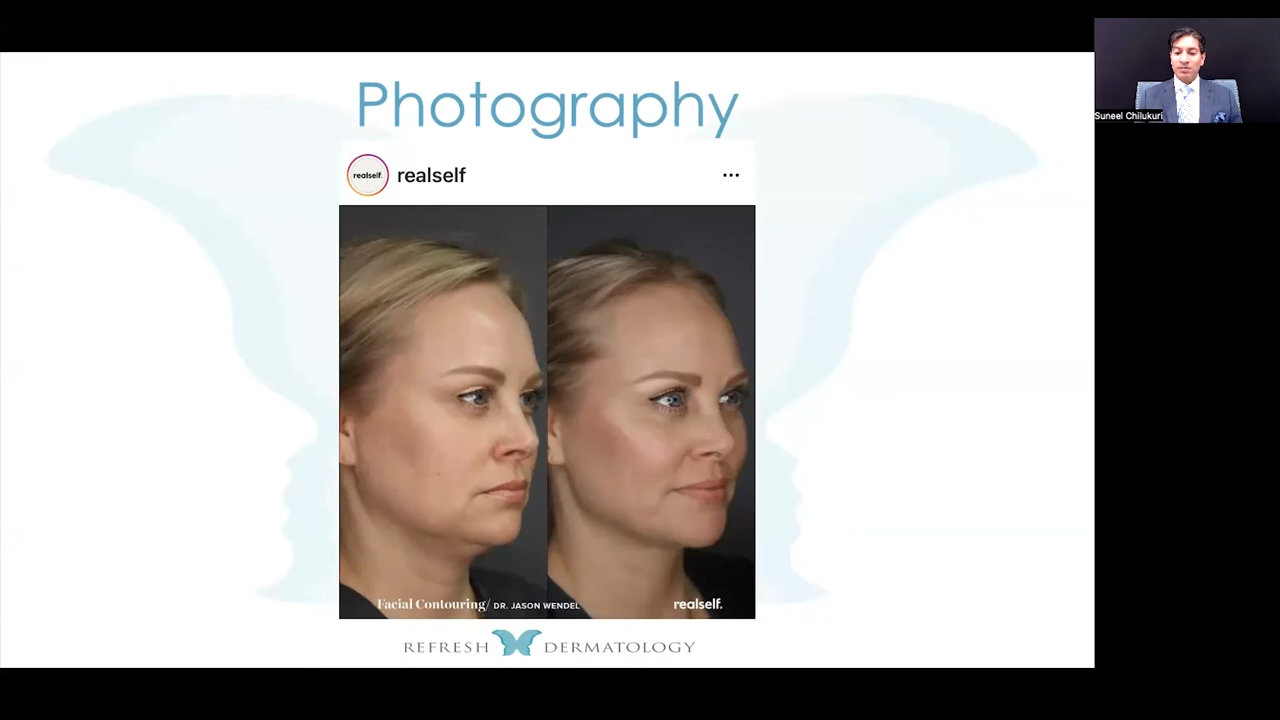 Photography
realself.
realself
Facial Contouring/ DR. JASON WENDEL
realself.
REFRESH DERMATOLOGY
Suneel Chilukuri